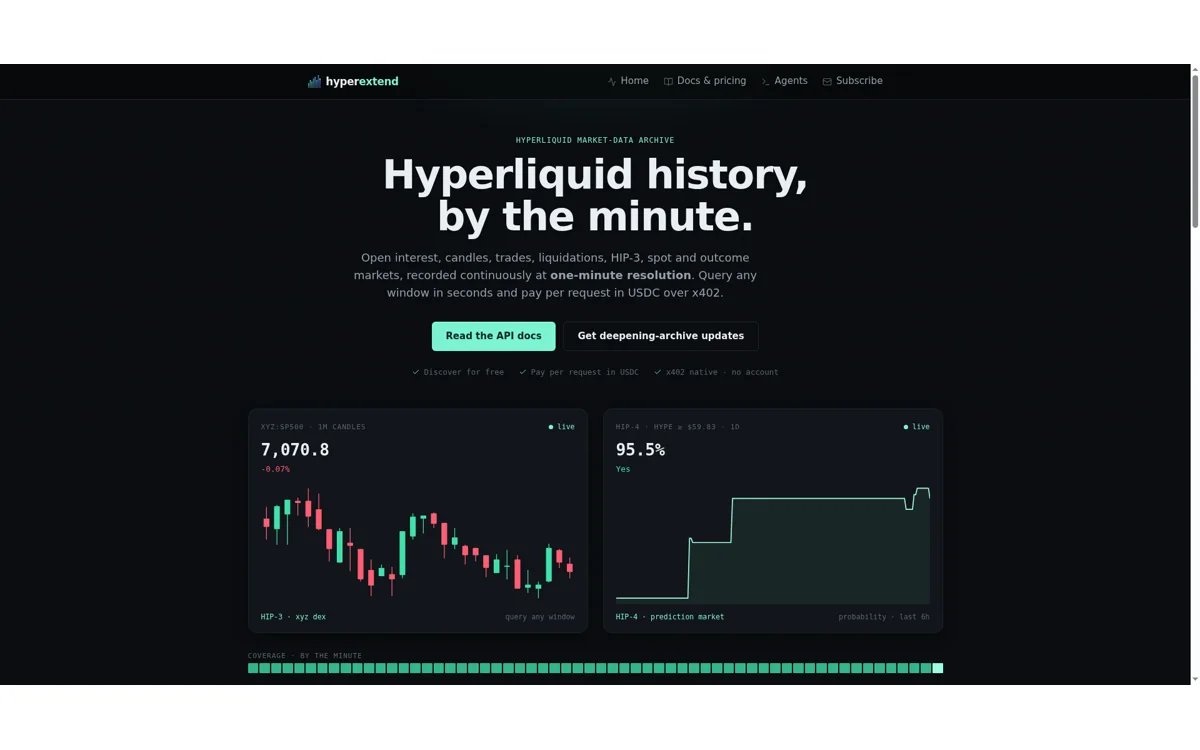 hyperextend
Home
Docs & pricing
Agents
Subscribe
HYPERLIQUID MARKET-DATA ARCHIVE
Hyperliquid history,
by the minute.
Open interest, candles, trades, liquidations, HIP-3, spot and outcome
markets, recorded continuously at one-minute resolution. Query any
window in seconds and pay per request in USDC over x402.
Read the API docs
Get deepening-archive updates
✓ Discover for free
✓ Pay per request in USDC
✓ x402 native · no account
XYZ:SP500 · 1M CANDLES
live
7,070.8
-0.07%
HIP-3 · xyz dex
query any window
HIP-4 · HYPE ≥ $59.83 · 1D
live
95.5%
Yes
HIP-4 · prediction market
probability · last 6h
COVERAGE · BY THE MINUTE